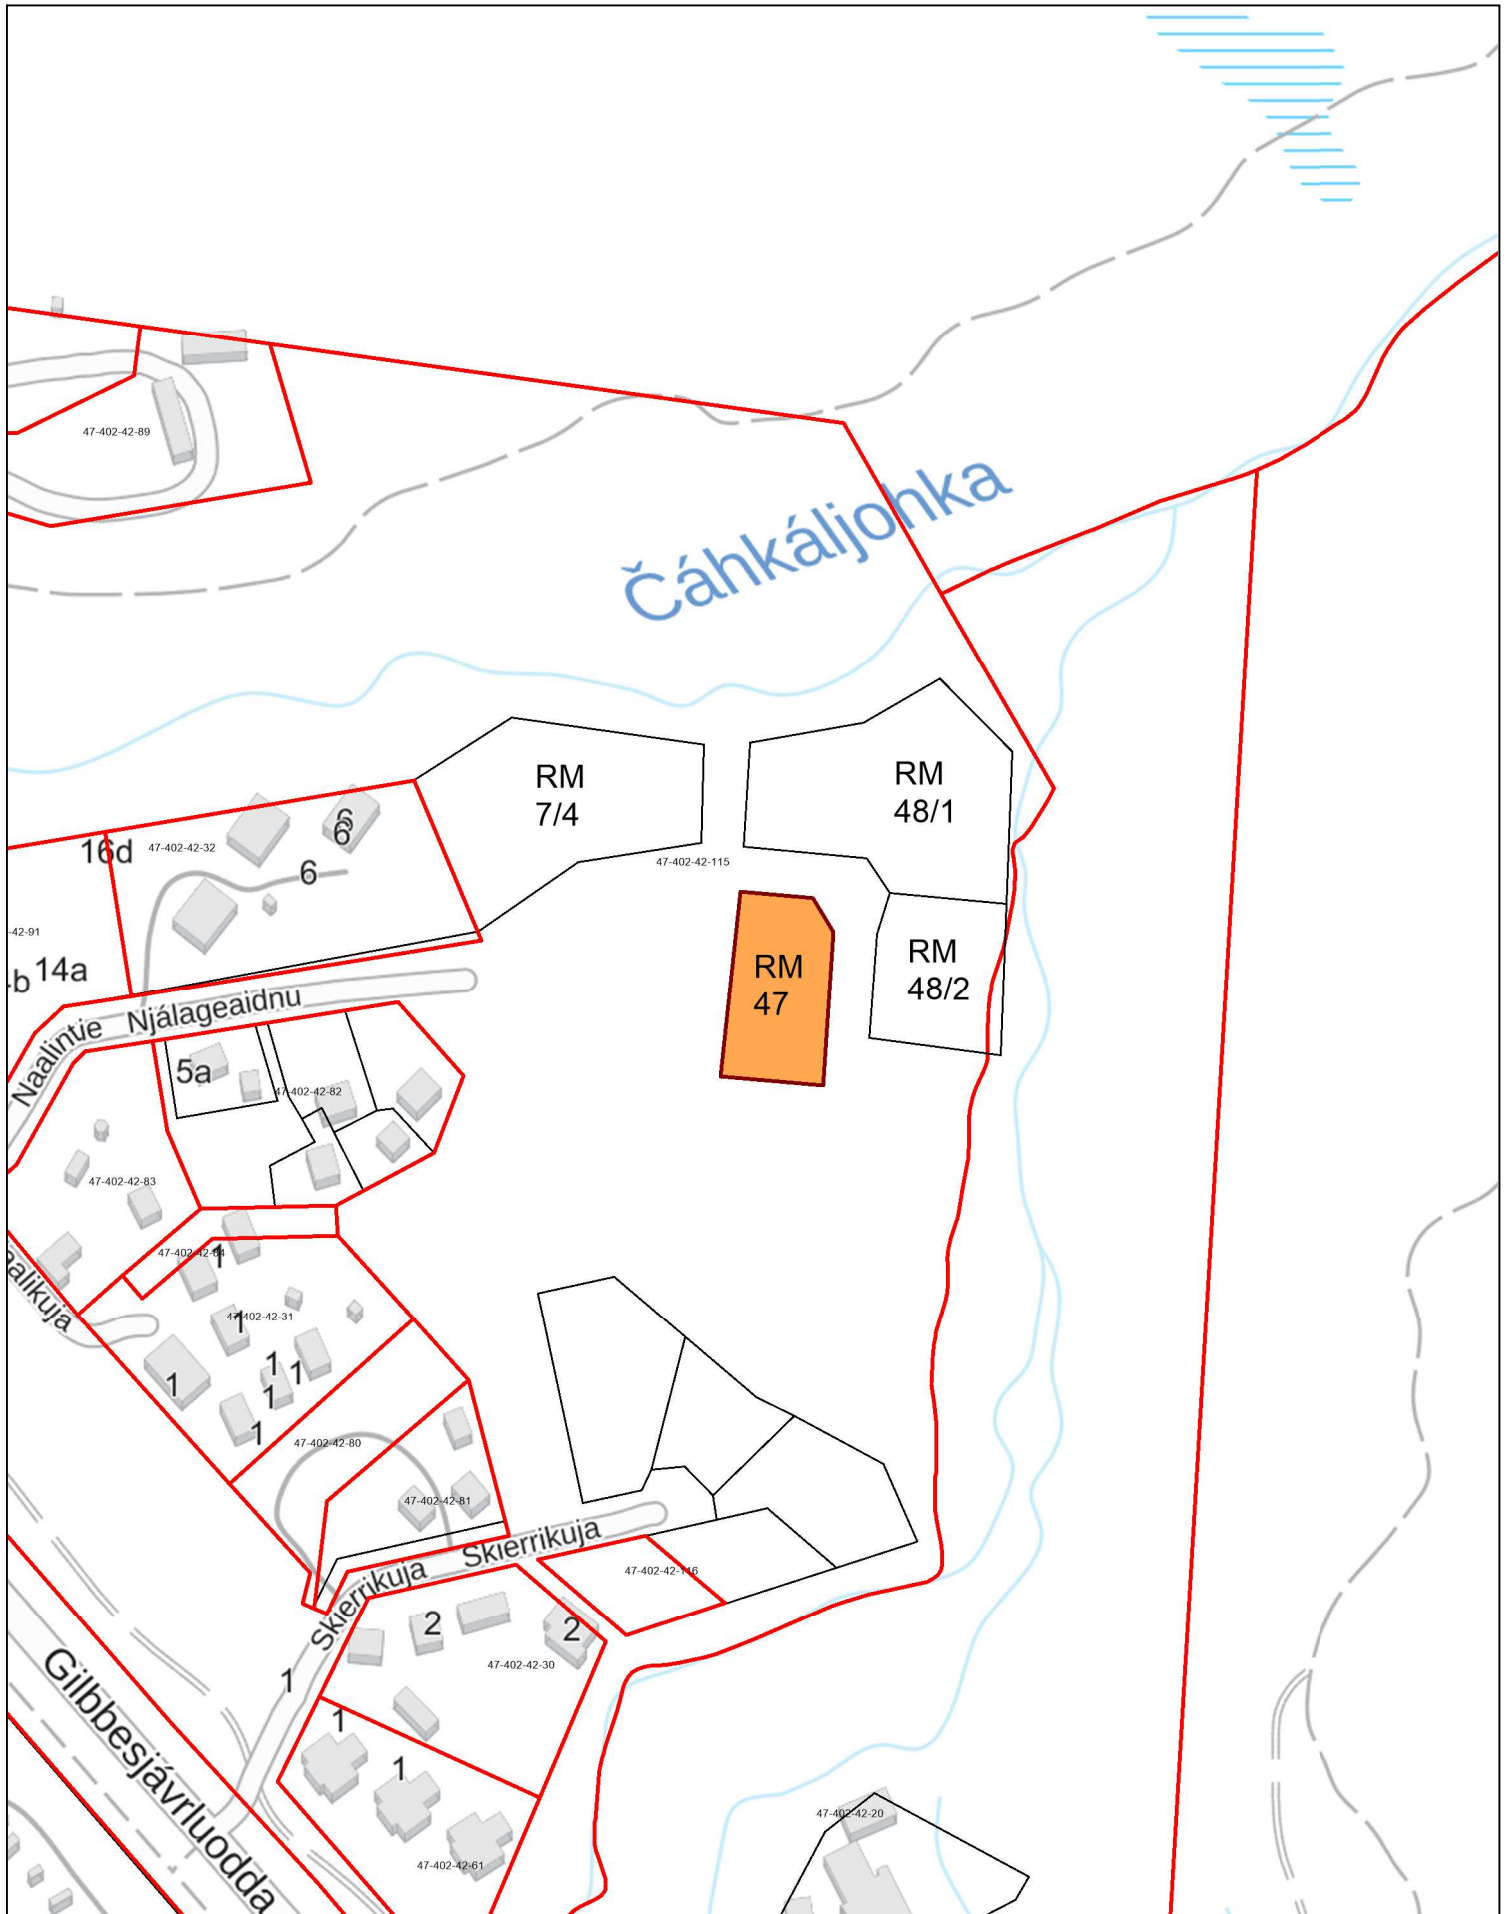 47-402-42-89
Čáhkáljohka
RM
7/4
RM
48/1
6
6
16d
47-402-42-32
47-402-42-115
6
-42-91
RM
48/2
RM
47
-b
14a
Naalintie
Njálageaidnu
5a
47-402-42-82
47-402-42-83
47-402-42-84
1
aalikuja
47-402-42-31
1
1
1
1
1
1
47-402-42-80
47-402-42-81
Skierrikuja
Skierrikuja
47-402-42-116
2
2
47-402-42-30
1
Gilbbesjávrluodda
1
1
47-402-42-20
47-402-42-61